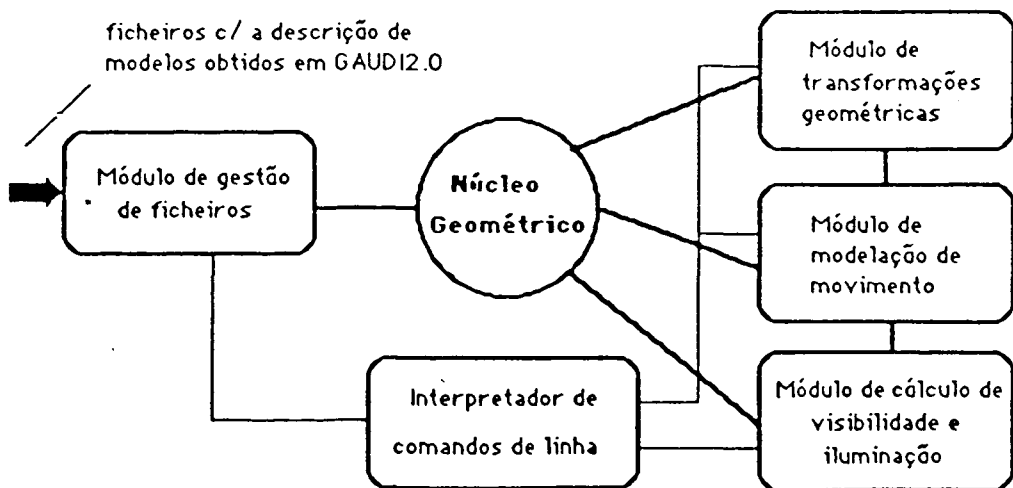 ficheiros c/ a descrição de
modelos obtidos em GAUDI2.0
Módulo de gestão
de ficheiros
Núcleo
Geométrico
Módulo de
transformações
geométricas
Módulo de
modelação de
movimento
Interpretador de
comandos de linha
Módulo de cálculo de
visibilidade e
iluminação